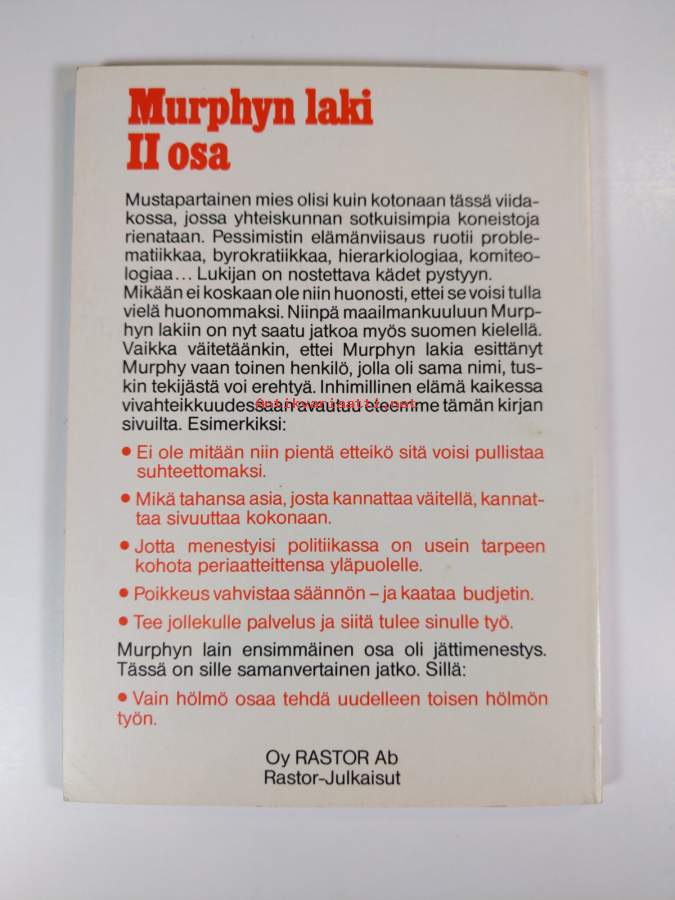 Murphyn laki
II osa
Mustapartainen mies olisi kuin kotonaan tässä viida-
kossa, jossa yhteiskunnan sotkuisimpia koneistoja
rienataan. Pessimistin elämänviisaus ruotii proble-
matiikkaa, byrokratiikkaa, hierarkiologiaa, komiteo-
logiaa... Lukijan on nostettava kädet pystyyn.
Mikään ei koskaan ole niin huonosti, ettei se voisi tulla
vielä huonommaksi. Niinpä maailmankuuluun Murp-
hyn lakiin on nyt saatu jatkoa myös suomen kielellä.
Vaikka väitetäänkin, ettei Murphyn lakia esittänyt
Murphy vaan toinen henkilö, jolla oli sama nimi, tus-
kin tekijästä voi erehtyä. Inhimillinen elämä kaikessa
vivahteikkuudessaan avautuu eteemme tämän kirjan
Antikvariaatti.net
sivuilta. Esimerkiksi:
• Ei ole mitään niin pientä etteikö sitä voisi pullistaa
suhteettomaksi.
• Mikä tahansa asia, josta kannattaa väitellä, kannat-
taa sivuuttaa kokonaan.
• Jotta menestyisi politiikassa on usein tarpeen
kohota periaatteittensa yläpuolelle.
• Poikkeus vahvistaa säännön – ja kaataa budjetin.
• Tee jollekulle palvelus ja siitä tulee sinulle työ.
Murphyn lain ensimmäinen osa oli jättimenestys.
Tässä on sille samanvertainen jatko. Sillä:
• Vain hölmö osaa tehdä uudelleen toisen hölmön
työn.
Oy RASTOR Ab
Rastor-Julkaisut